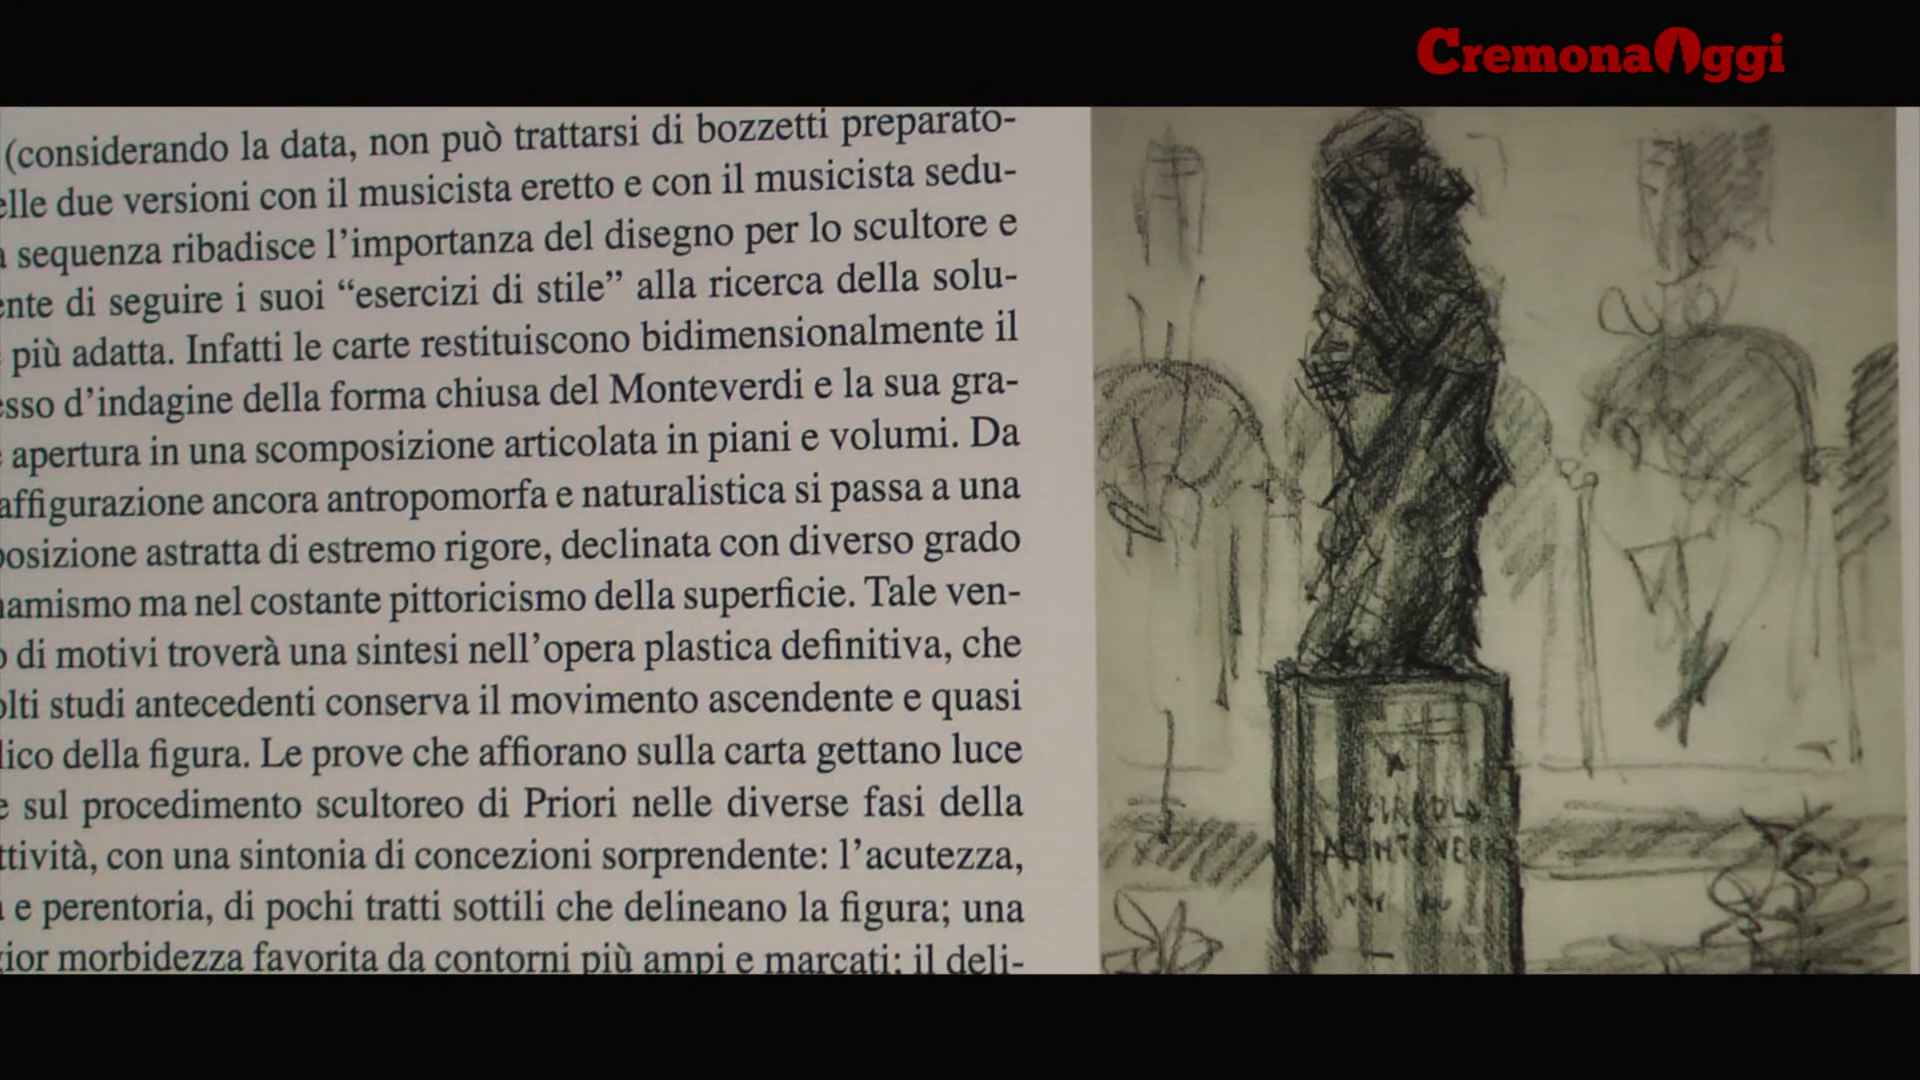 CremonaOggi
(considerando la data, non può trattarsi di bozzetti preparato-
elle due versioni con il musicista eretto e con il musicista sedu-
a sequenza ribadisce l'importanza del disegno per lo scultore e
ente di seguire i suoi “esercizi di stile” alla ricerca della solu-
più adatta. Infatti le carte restituiscono bidimensionalmente il
esso d'indagine della forma chiusa del Monteverdi e la sua gra-
apertura in una scomposizione articolata in piani e volumi. Da
affigurazione ancora antropomorfa e naturalistica si passa a una
posizione astratta di estremo rigore, declinata con diverso grado
namismo ma nel costante pittoricismo della superficie. Tale ven-
o di motivi troverà una sintesi nell'opera plastica definitiva, che
olti studi antecedenti conserva il movimento ascendente e quasi
lico della figura. Le prove che affiorano sulla carta gettano luce
e sul procedimento scultoreo di Priori nelle diverse fasi della
ttività, con una sintonia di concezioni sorprendente: l'acutezza,
a e perentoria, di pochi tratti sottili che delineano la figura; una
gior morbidezza favorita da contorni più ampi e marcati; il deli-
A
CIRCOLO
MONTEVER